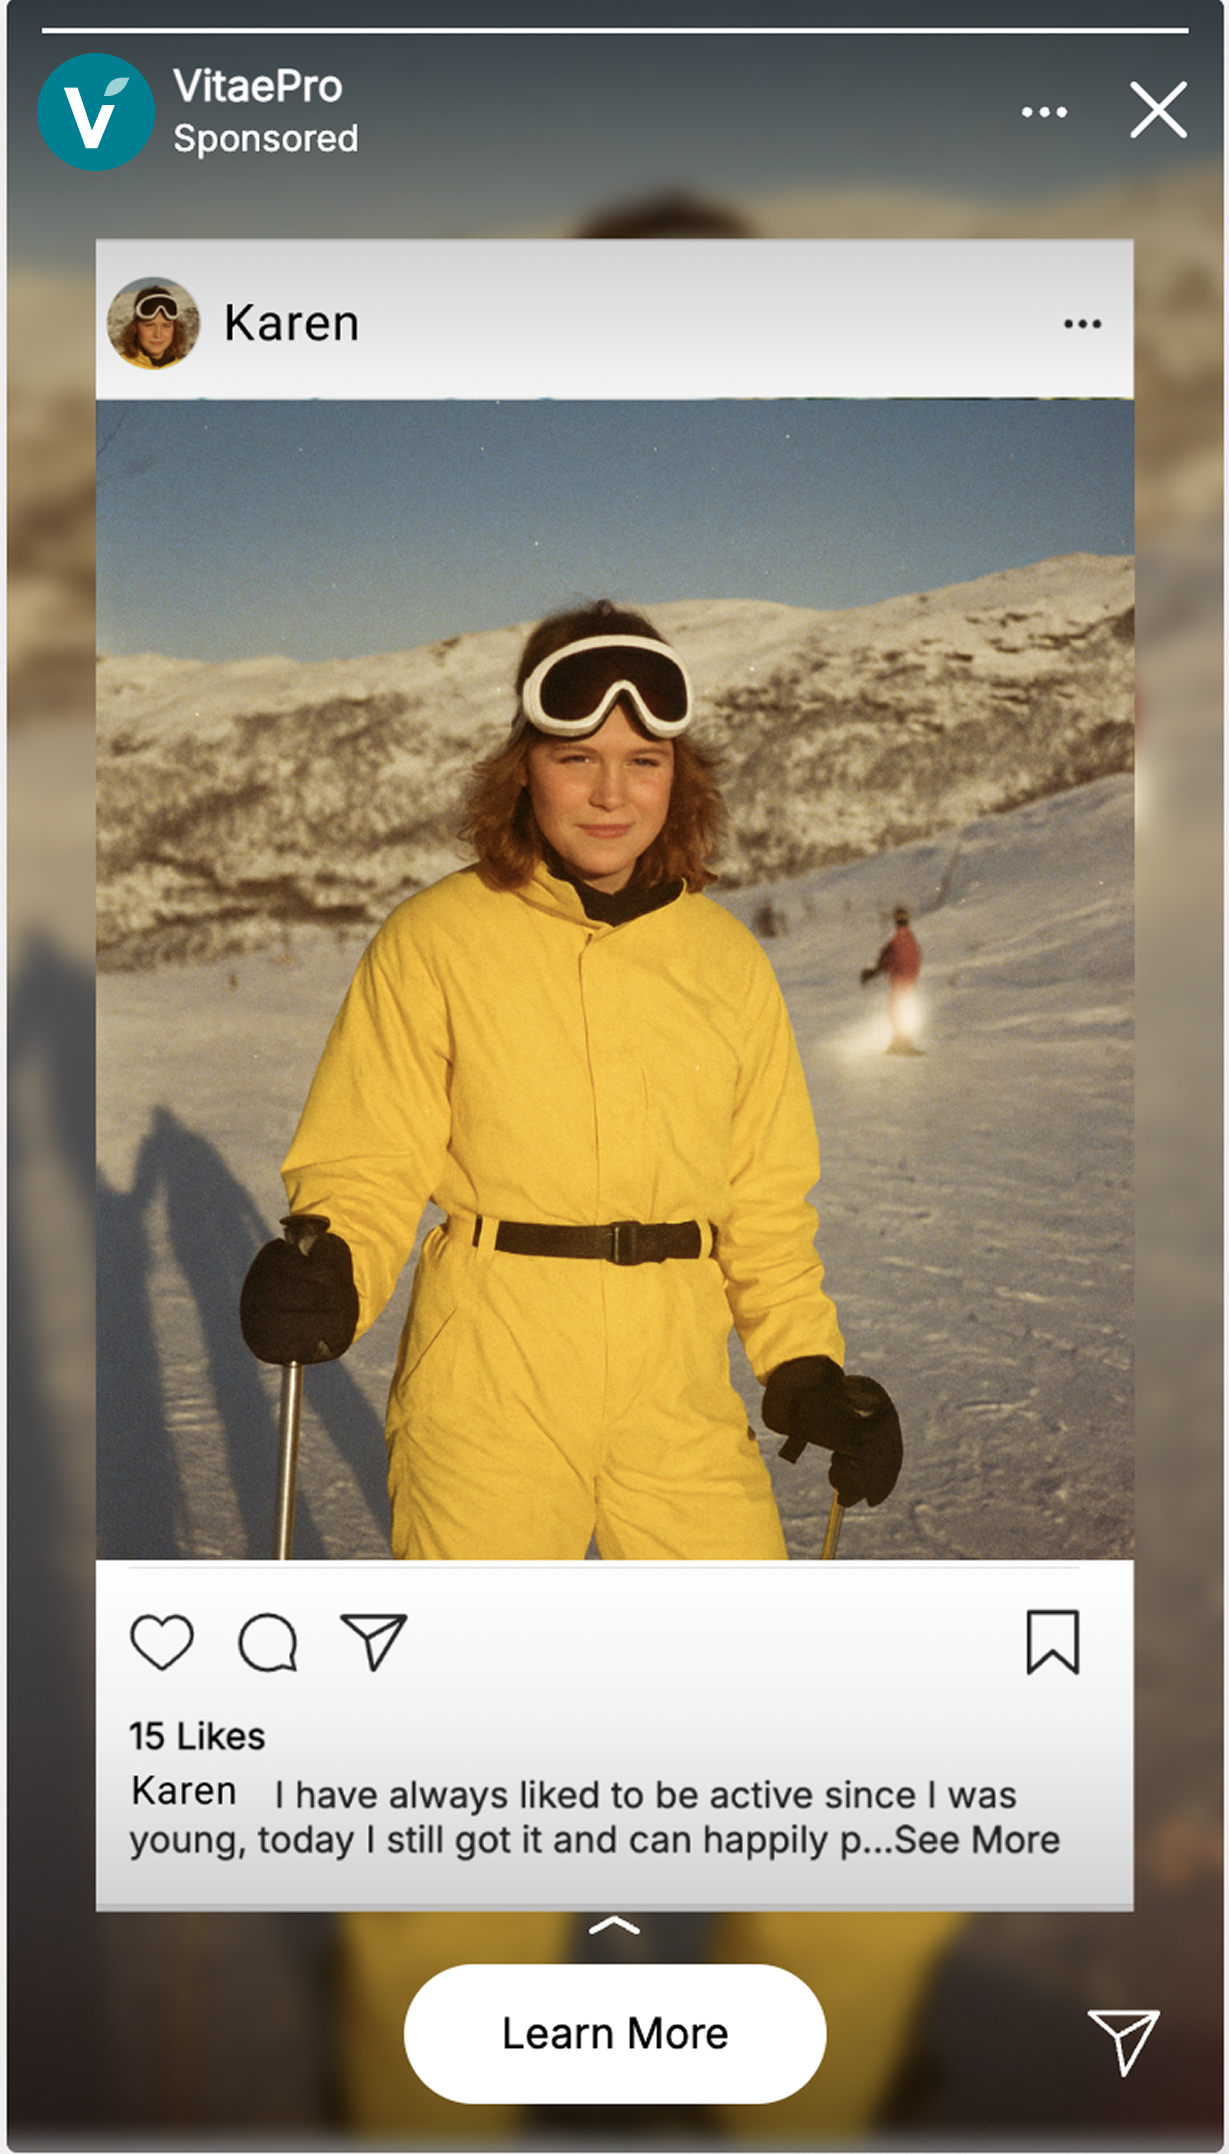 VitaePro
Sponsored
Karen
15 Likes
Karen I have always liked to be active since I was
young, today I still got it and can happily p...See More
Learn More